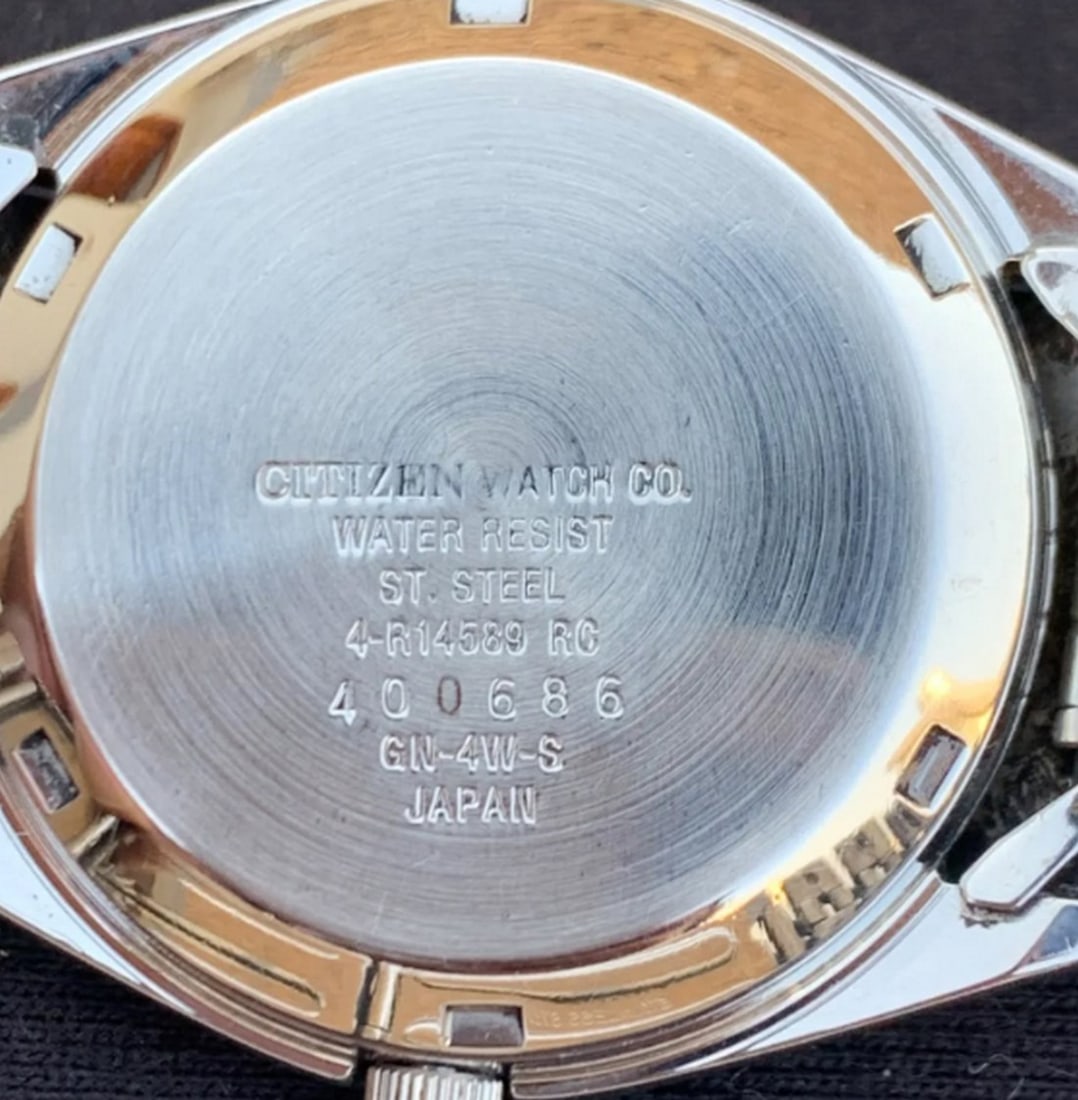 CITIZEN WATCH CO.
WATER RESIST
ST. STEEL
4-R14589 RC
400686
GN-4W-S
JAPAN